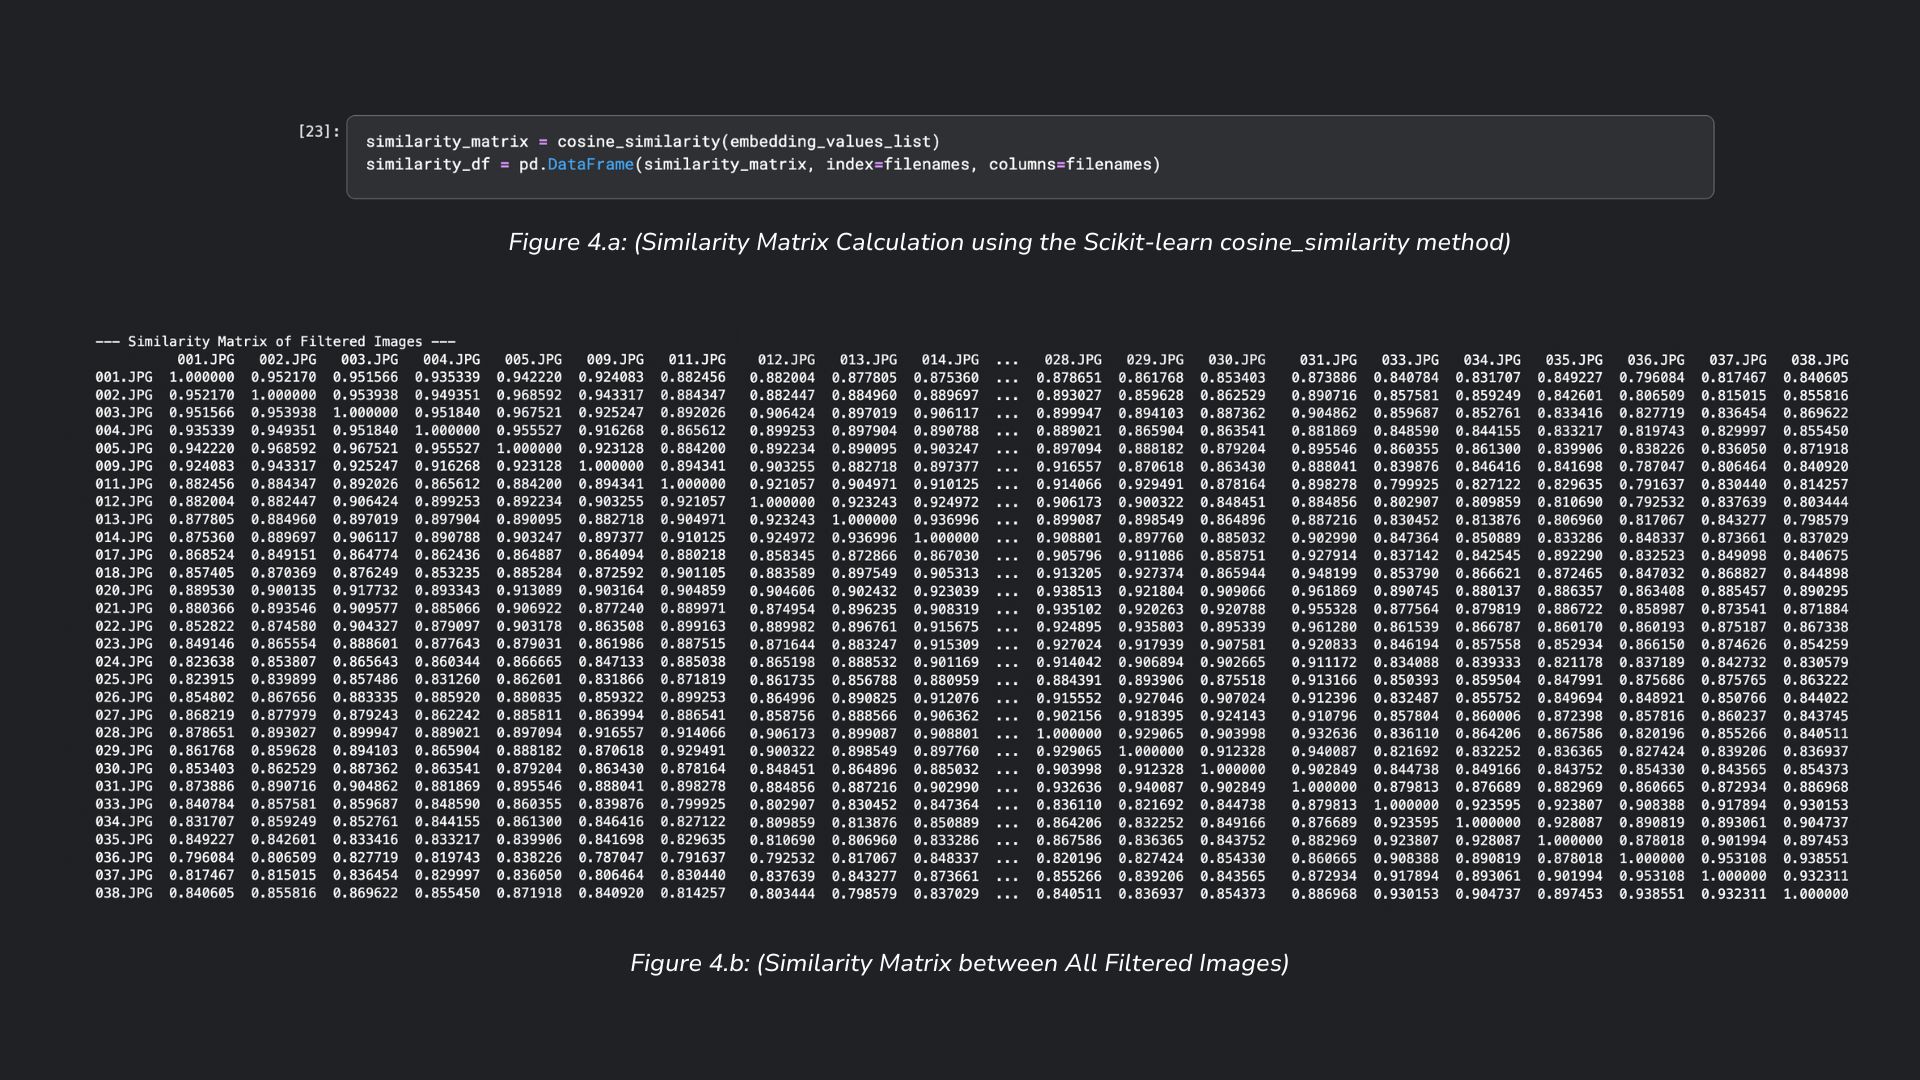 [23]:
similarity_matrix = cosine_similarity(embedding_values_list)
similarity_df = pd.DataFrame(similarity_matrix, index=filenames, columns=filenames)
Figure 4.a: (Similarity Matrix Calculation using the Scikit-learn cosine_similarity method)
--- Similarity Matrix of Filtered Images ---
001.JPG 002.JPG 003.JPG 004.JPG 005.JPG 009.JPG 011.JPG 012.JPG 013.JPG 014.JPG ... 028.JPG 029.JPG 030.JPG 031.JPG 033.JPG 034.JPG 035.JPG 036.JPG 037.JPG 038.JPG
001.JPG 1.000000 0.952170 0.951566 0.935339 0.942220 0.924083 0.882456 0.882004 0.877805 0.875360 ... 0.878651 0.861768 0.853403 0.873886 0.840784 0.831707 0.849227 0.796084 0.817467 0.840605
002.JPG 0.952170 1.000000 0.953938 0.949351 0.968592 0.943317 0.884347 0.882447 0.884960 0.889697 ... 0.893027 0.859628 0.862529 0.890716 0.857581 0.859249 0.842601 0.806509 0.815015 0.855816
003.JPG 0.951566 0.953938 1.000000 0.951840 0.967521 0.925247 0.892026 0.906424 0.897019 0.906117 ... 0.899947 0.894103 0.887362 0.904862 0.859687 0.852761 0.833416 0.827719 0.836454 0.869622
004.JPG 0.935339 0.949351 0.951840 1.000000 0.955527 0.916268 0.865612 0.899253 0.897904 0.890788 ... 0.889021 0.865904 0.863541 0.881869 0.848590 0.844155 0.833217 0.819743 0.829997 0.855450
005.JPG 0.942220 0.968592 0.967521 0.955527 1.000000 0.923128 0.884200 0.892234 0.890095 0.903247 ... 0.897094 0.888182 0.879204 0.895546 0.860355 0.861300 0.839906 0.838226 0.836050 0.871918
009.JPG 0.924083 0.943317 0.925247 0.916268 0.923128 1.000000 0.894341 0.903255 0.882718 0.897377 ... 0.916557 0.870618 0.863430 0.888041 0.839876 0.846416 0.841698 0.787047 0.806464 0.840920
011.JPG 0.882456 0.884347 0.892026 0.865612 0.884200 0.894341 1.000000 0.921057 0.904971 0.910125 ... 0.914066 0.929491 0.878164 0.898278 0.799925 0.827122 0.829635 0.791637 0.830440 0.814257
012.JPG 0.882004 0.882447 0.906424 0.899253 0.892234 0.903255 0.921057 1.000000 0.923243 0.924972 ... 0.906173 0.900322 0.848451 0.884856 0.802907 0.809859 0.810690 0.792532 0.837639 0.803444
013.JPG 0.877805 0.884960 0.897019 0.897904 0.890095 0.882718 0.904971 0.923243 1.000000 0.936996 ... 0.899087 0.898549 0.864896 0.887216 0.830452 0.813876 0.806960 0.817067 0.843277 0.798579
014.JPG 0.875360 0.889697 0.906117 0.890788 0.903247 0.897377 0.910125 0.924972 0.936996 1.000000 ... 0.908801 0.897760 0.885032 0.902990 0.847364 0.850889 0.833286 0.848337 0.873661 0.837029
017.JPG 0.868524 0.849151 0.864774 0.862436 0.864887 0.864094 0.880218 0.858345 0.872866 0.867030 ... 0.905796 0.911086 0.858751 0.927914 0.837142 0.842545 0.892290 0.832523 0.849098 0.840675
018.JPG 0.857405 0.870369 0.876249 0.853235 0.885284 0.872592 0.901105 0.883589 0.897549 0.905313 ... 0.913205 0.927374 0.865944 0.948199 0.853790 0.866621 0.872465 0.847032 0.868827 0.844898
020.JPG 0.889530 0.900135 0.917732 0.893343 0.913089 0.903164 0.904859 0.904606 0.902432 0.923039 ... 0.938513 0.921804 0.909066 0.961869 0.890745 0.880137 0.886357 0.863408 0.885457 0.890295
021.JPG 0.880366 0.893546 0.909577 0.885066 0.906922 0.877240 0.889971 0.874954 0.896235 0.908319 ... 0.935102 0.920263 0.920788 0.955328 0.877564 0.879819 0.886722 0.858987 0.873541 0.871884
022.JPG 0.852822 0.874580 0.904327 0.879097 0.903178 0.863508 0.899163 0.889982 0.896761 0.915675 ... 0.924895 0.935803 0.895339 0.961280 0.861539 0.866787 0.860170 0.860193 0.875187 0.867338
023.JPG 0.849146 0.865554 0.888601 0.877643 0.879031 0.861986 0.887515 0.871644 0.883247 0.915309 ... 0.927024 0.917939 0.907581 0.920833 0.846194 0.857558 0.852934 0.866150 0.874626 0.854259
024.JPG 0.823638 0.853807 0.865643 0.860344 0.866665 0.847133 0.885038 0.865198 0.888532 0.901169 ... 0.914042 0.906894 0.902665 0.911172 0.834088 0.839333 0.821178 0.837189 0.842732 0.830579
025.JPG 0.823915 0.839899 0.857486 0.831260 0.862601 0.831866 0.871819 0.861735 0.856788 0.880959 ... 0.884391 0.893906 0.875518 0.913166 0.850393 0.859504 0.847991 0.875686 0.875765 0.863222
026.JPG 0.854802 0.867656 0.883335 0.885920 0.880835 0.859322 0.899253 0.864996 0.890825 0.912076 ... 0.915552 0.927046 0.907024 0.912396 0.832487 0.855752 0.849694 0.848921 0.850766 0.844022
027.JPG 0.868219 0.877979 0.879243 0.862242 0.885811 0.863994 0.886541 0.858756 0.888566 0.906362 ... 0.902156 0.918395 0.924143 0.910796 0.857804 0.860006 0.872398 0.857816 0.860237 0.843745
028.JPG 0.878651 0.893027 0.899947 0.889021 0.897094 0.916557 0.914066 0.906173 0.899087 0.908801 ... 1.000000 0.929065 0.903998 0.932636 0.836110 0.864206 0.867586 0.820196 0.855266 0.840511
029.JPG 0.861768 0.859628 0.894103 0.865904 0.888182 0.870618 0.929491 0.900322 0.898549 0.897760 ... 0.929065 1.000000 0.912328 0.940087 0.821692 0.832252 0.836365 0.827424 0.839206 0.836937
030.JPG 0.853403 0.862529 0.887362 0.863541 0.879204 0.863430 0.878164 0.848451 0.864896 0.885032 ... 0.903998 0.912328 1.000000 0.902849 0.844738 0.849166 0.843752 0.854330 0.843565 0.854373
031.JPG 0.873886 0.890716 0.904862 0.881869 0.895546 0.888041 0.898278 0.884856 0.887216 0.902990 ... 0.932636 0.940087 0.902849 1.000000 0.879813 0.876689 0.882969 0.860665 0.872934 0.886968
033.JPG 0.840784 0.857581 0.859687 0.848590 0.860355 0.839876 0.799925 0.802907 0.830452 0.847364 ... 0.836110 0.821692 0.844738 0.879813 1.000000 0.923595 0.923807 0.908388 0.917894 0.930153
034.JPG 0.831707 0.859249 0.852761 0.844155 0.861300 0.846416 0.827122 0.809859 0.813876 0.850889 ... 0.864206 0.832252 0.849166 0.876689 0.923595 1.000000 0.928087 0.890819 0.893061 0.904737
035.JPG 0.849227 0.842601 0.833416 0.833217 0.839906 0.841698 0.829635 0.810690 0.806960 0.833286 ... 0.867586 0.836365 0.843752 0.882969 0.923807 0.928087 1.000000 0.878018 0.901994 0.897453
036.JPG 0.796084 0.806509 0.827719 0.819743 0.838226 0.787047 0.791637 0.792532 0.817067 0.848337 ... 0.820196 0.827424 0.854330 0.860665 0.908388 0.890819 0.878018 1.000000 0.953108 0.938551
037.JPG 0.817467 0.815015 0.836454 0.829997 0.836050 0.806464 0.830440 0.837639 0.843277 0.873661 ... 0.855266 0.839206 0.843565 0.872934 0.917894 0.893061 0.901994 0.953108 1.000000 0.932311
038.JPG 0.840605 0.855816 0.869622 0.855450 0.871918 0.840920 0.814257 0.803444 0.798579 0.837029 ... 0.840511 0.836937 0.854373 0.886968 0.930153 0.904737 0.897453 0.938551 0.932311 1.000000
Figure 4.b: (Similarity Matrix between All Filtered Images)